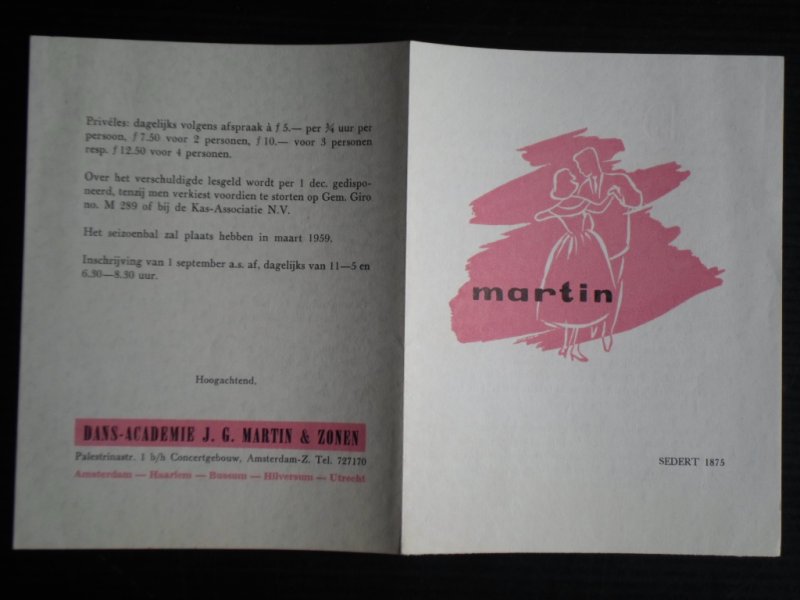 Privéles: dagelijks volgens afspraak à ƒ 5.— per ¾ uur per
persoon, ƒ 7.50 voor 2 personen, ƒ 10.— voor 3 personen
resp. ƒ 12.50 voor 4 personen.
Over het verschuldigde lesgeld wordt per 1 dec. gedispo-
neerd, tenzij men verkiest voordien te storten op Gem. Giro
no. M 289 of bij de Kas-Associatie N.V.
Het seizoenbal zal plaats hebben in maart 1959.
Inschrijving van 1 september a.s. af, dagelijks van 11—5 en
6.30—8.30 uur.
Hoogachtend,
DANS-ACADEMIE J. G. MARTIN & ZONEN
Palestrinastr. 1 b/h Concertgebouw, Amsterdam-Z. Tel. 727170
Amsterdam — Haarlem — Bussum — Hilversum — Utrecht
martin
SEDERT 1875